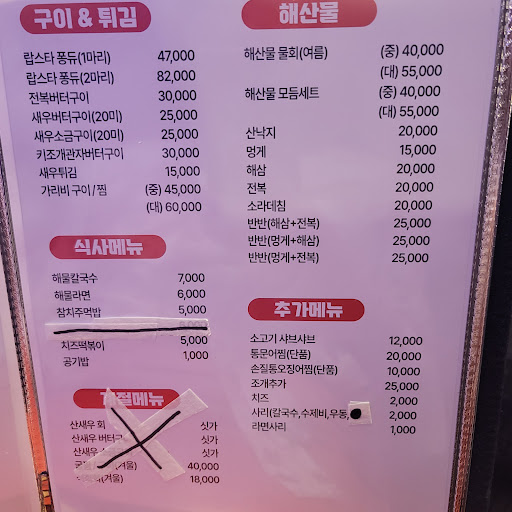 구이 & 튀김
랍스타 퐁듀(1마리) 47,000
랍스타 퐁듀(2마리) 82,000
전복버터구이 30,000
새우버터구이(20미) 25,000
새우소금구이(20미) 25,000
키조개관자버터구이 30,000
새우튀김 15,000
가리비 구이 / 찜 (중) 45,000
(대) 60,000
식사메뉴
해물칼국수 7,000
해물라면 6,000
참치주먹밥 5,000
치즈떡볶이 5,000
공기밥 1,000
계절메뉴
산새우 회 싯가
산새우 버터구 싯가
산새우 싯가
(겨울) 40,000
(겨울) 18,000
해산물
해산물 물회(여름) (중) 40,000
(대) 55,000
해산물 모듬세트 (중) 40,000
(대) 55,000
산낙지 20,000
멍게 15,000
해삼 20,000
전복 20,000
소라데침 20,000
반반(해삼+전복) 25,000
반반(멍게+해삼) 25,000
반반(멍게+전복) 25,000
추가메뉴
소고기 샤브샤브 12,000
통문어찜(단품) 20,000
손질통오징어찜(단품) 10,000
조개추가 25,000
치즈 2,000
사리(칼국수,수제비,우동, 2,000
라면사리 1,000